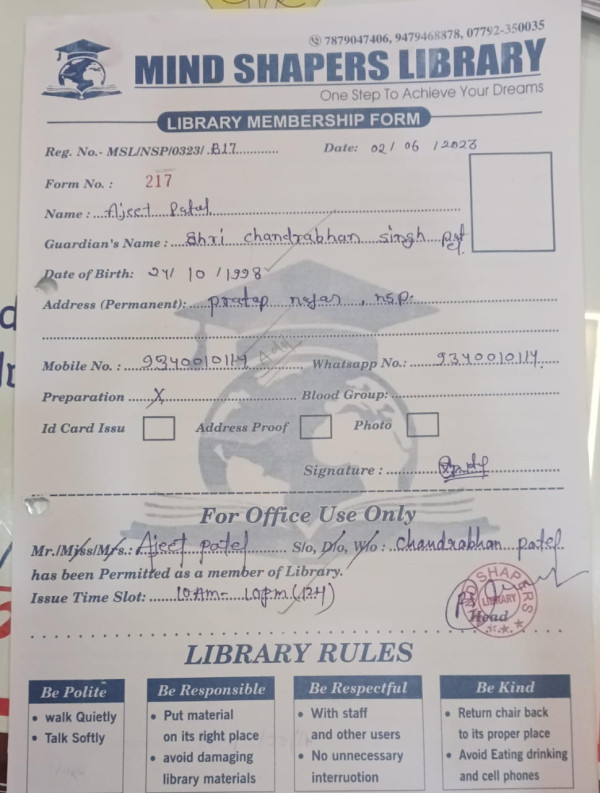 7879047406, 9479468878, 07792-350035
MIND SHAPERS LIBRARY
One Step To Achieve Your Dreams
LIBRARY MEMBERSHIP FORM
Reg. No.- MSL/NSP/0323/.B17............ Date: 02/06/2023
Form No. : 217
Name : Ajeet Patel
Guardian's Name : Shri chandrabhan singh
Date of Birth: 24/10/1998
Address (Permanent): pratap nagar, nsp.
Mobile No. : 9340010114 Whatsapp No.: 9340010114
Preparation X Blood Group:
Id Card Issu Address Proof Photo
Signature :
For Office Use Only
Mr./Miss/Mrs.: Ajeet patel S/o, D/o, W/o : chandrabhan patel
has been Permitted as a member of Library.
Issue Time Slot: 10Am- 10pm (12H)
SHAPERS
LIBRARY
Head
LIBRARY RULES
Be Polite
• walk Quietly
• Talk Softly
Be Responsible
• Put material
on its right place
• avoid damaging
library materials
Be Respectful
• With staff
and other users
• No unnecessary
interruotion
Be Kind
• Return chair back
to its proper place
• Avoid Eating drinking
and cell phones